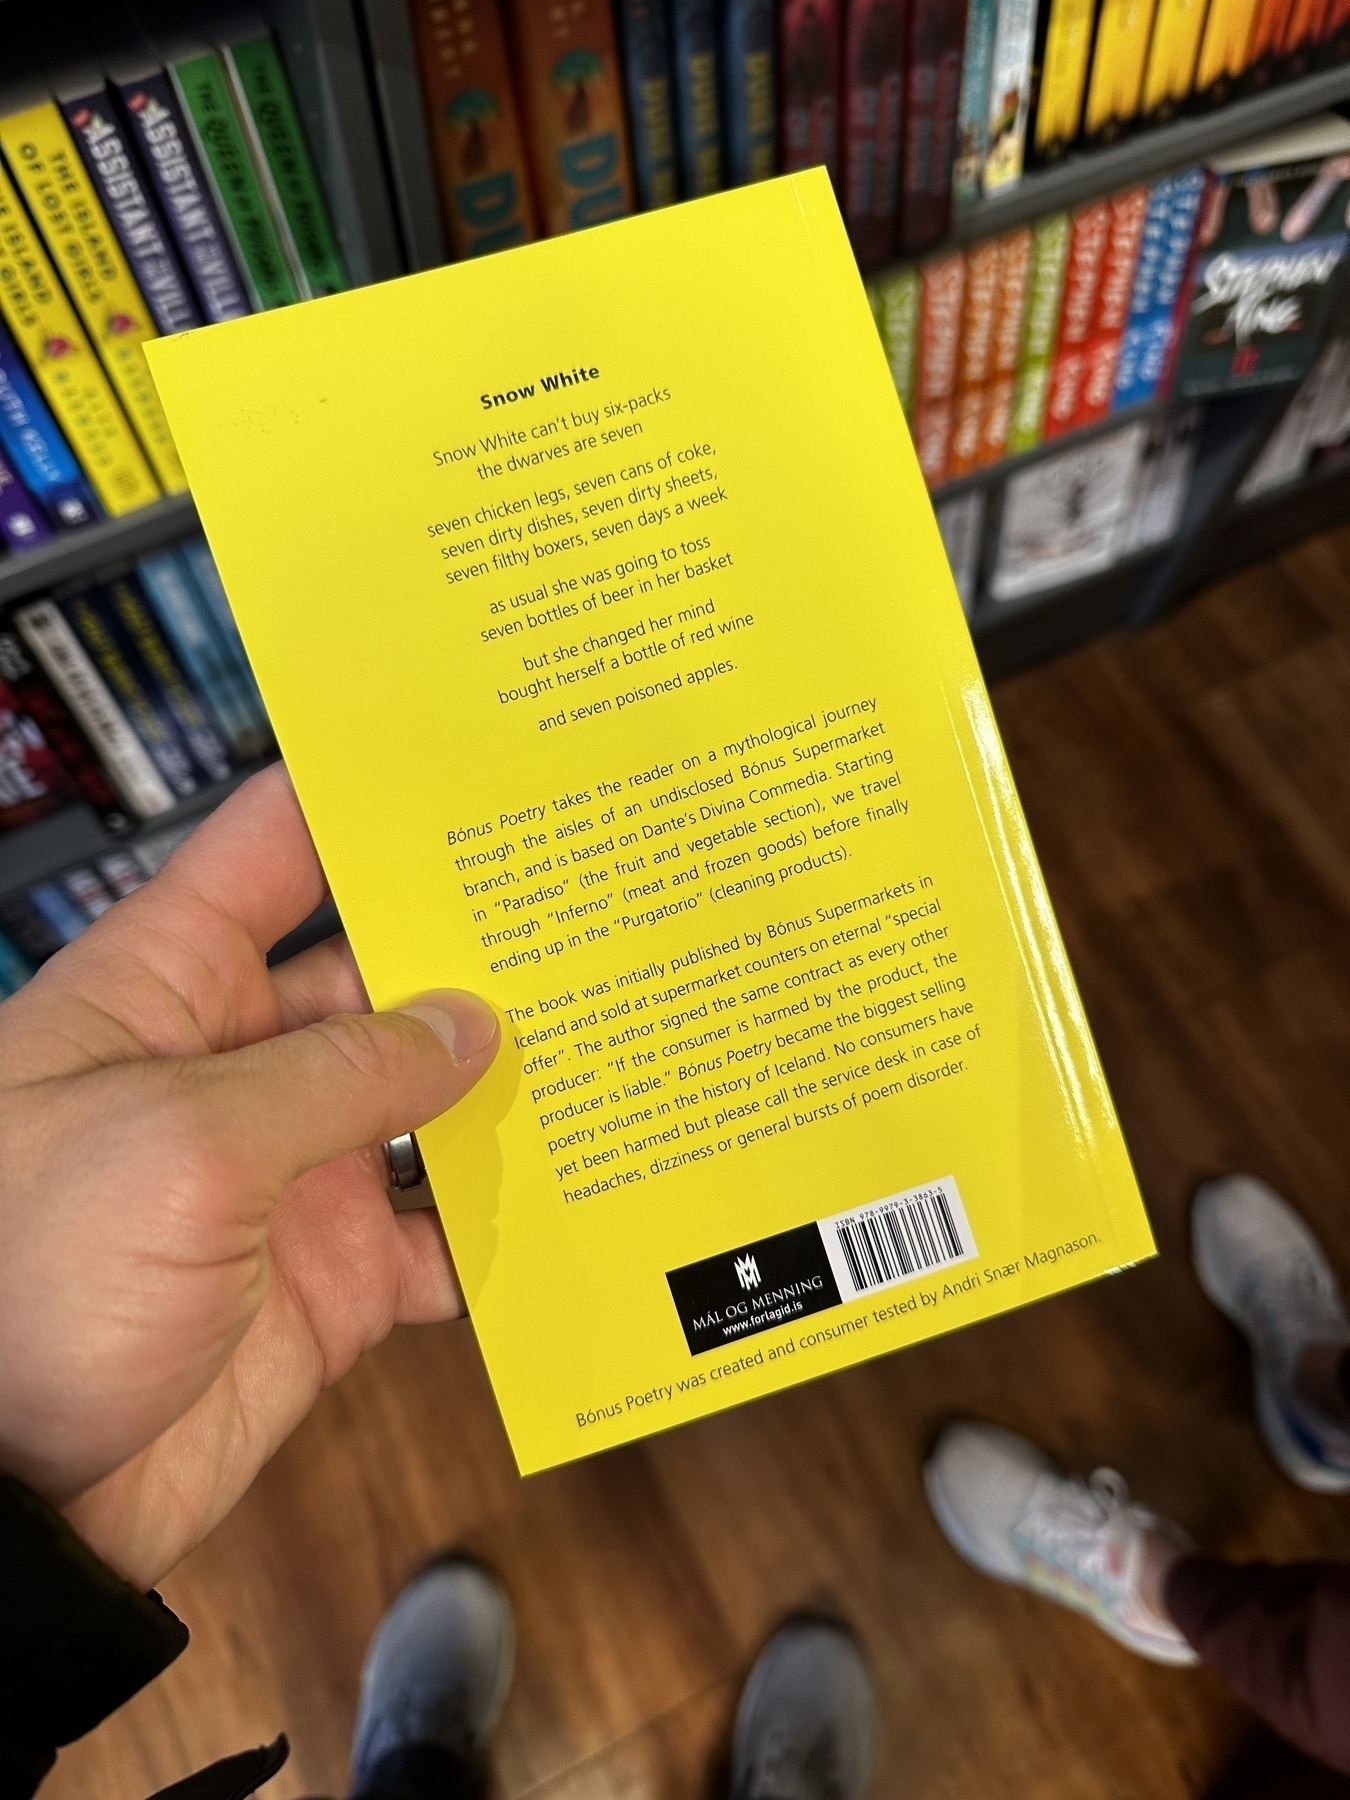 Snow White
Snow White can't buy six-packs
the dwarves are seven
seven chicken legs, seven cans of coke,
seven dirty dishes, seven dirty sheets,
seven filthy boxers, seven days a week
as usual she was going to toss
seven bottles of beer in her basket
but she changed her mind
bought herself a bottle of red wine
and seven poisoned apples.
Bónus Poetry takes the reader on a mythological journey
through the aisles of an undisclosed Bónus Supermarket
branch, and is based on Dante's Divina Commedia. Starting
in "Paradiso" (the fruit and vegetable section), we travel
through "Inferno" (meat and frozen goods) before finally
ending up in the "Purgatorio" (cleaning products).
The book was initially published by Bónus Supermarkets in
Iceland and sold at supermarket counters on eternal "special
offer". The author signed the same contract as every other
producer: "If the consumer is harmed by the product, the
producer is liable." Bónus Poetry became the biggest selling
poetry volume in the history of Iceland. No consumers have
yet been harmed but please call the service desk in case of
headaches, dizziness or general bursts of poem disorder.
ISBN 978-9979-3-3863-5
MÁL OG MENNING
www.forlagid.is
Bónus Poetry was created and consumer tested by Andri Snær Magnason.
THE ISLAND
OF LOST GIRLS
ASSISTANT
ASSISTANT
THE QUEEN
THE QUEEN
STEPHEN
KING